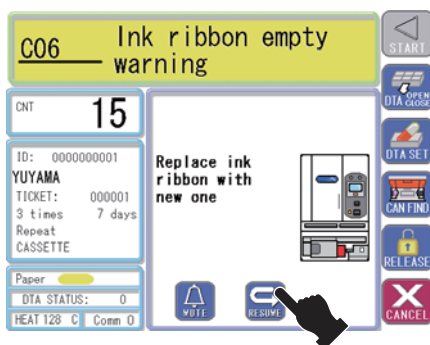 C06 Ink ribbon empty
warning
START
CNT 15
DTA OPEN
CLOSE
ID: 0000000001
YUYAMA
TICKET: 000001
3 times 7 days
Repeat
CASSETTE
Replace ink
ribbon with
new one
DTA SET
CAN FIND
RELEASE
Paper
DTA STATUS: 0
HEAT 128 C Comm 0
MUTE
RESUME
CANCEL